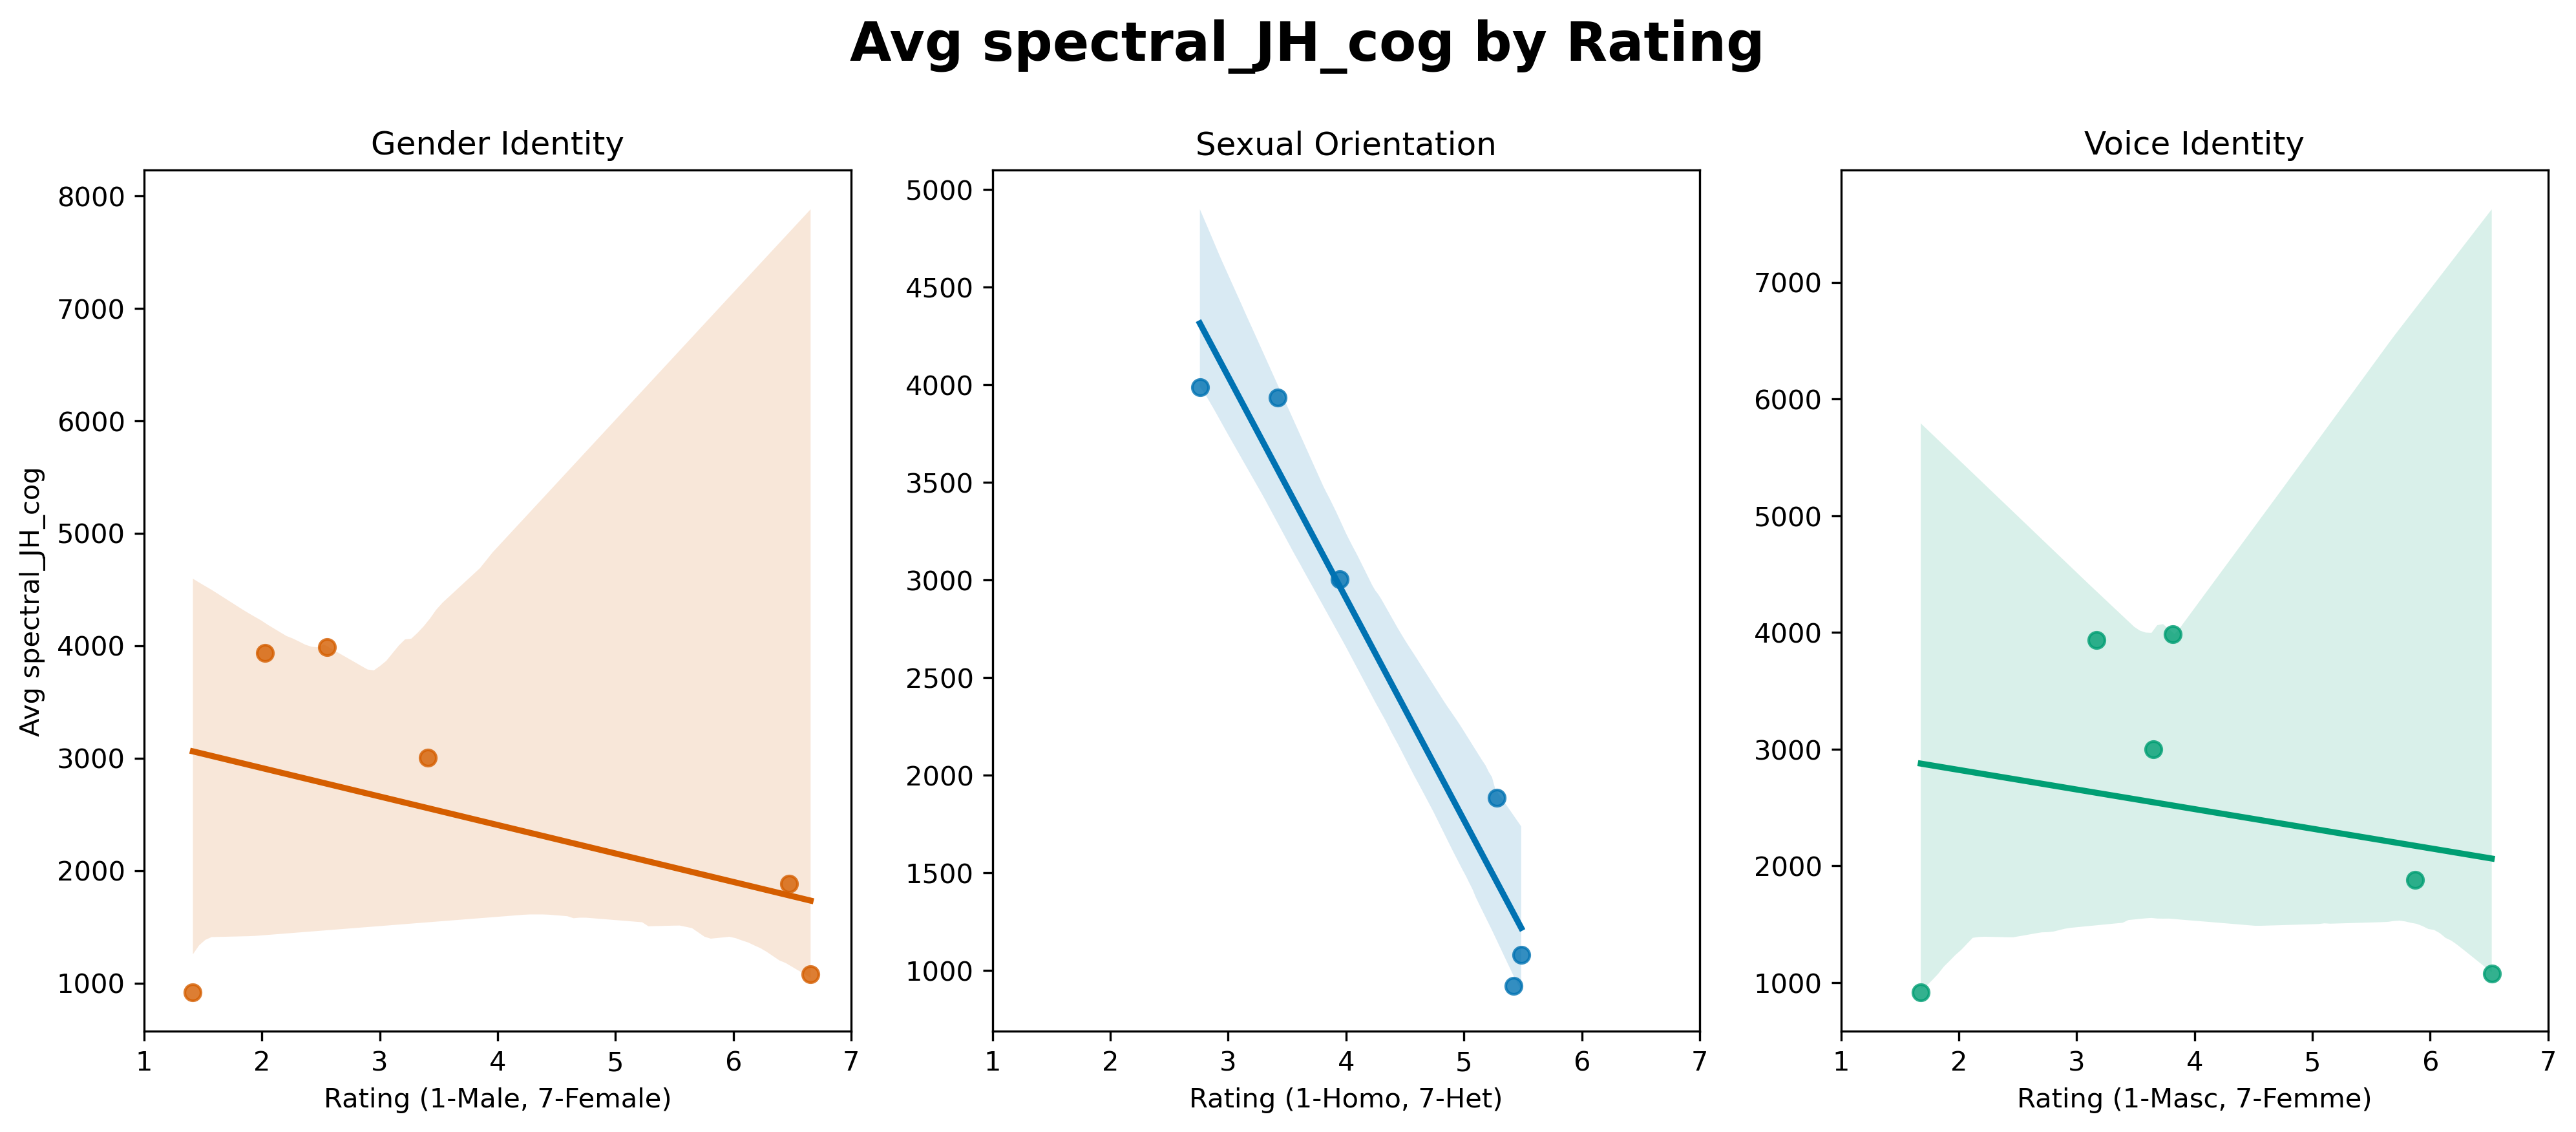 Avg spectral_JH_cog by Rating
Gender Identity
Sexual Orientation
Voice Identity
Avg spectral_JH_cog
8000
7000
6000
5000
4000
3000
2000
1000
1 2 3 4 5 6 7
Rating (1-Male, 7-Female)
5000
4500
4000
3500
3000
2500
2000
1500
1000
1 2 3 4 5 6 7
Rating (1-Homo, 7-Het)
7000
6000
5000
4000
3000
2000
1000
1 2 3 4 5 6 7
Rating (1-Masc, 7-Femme)